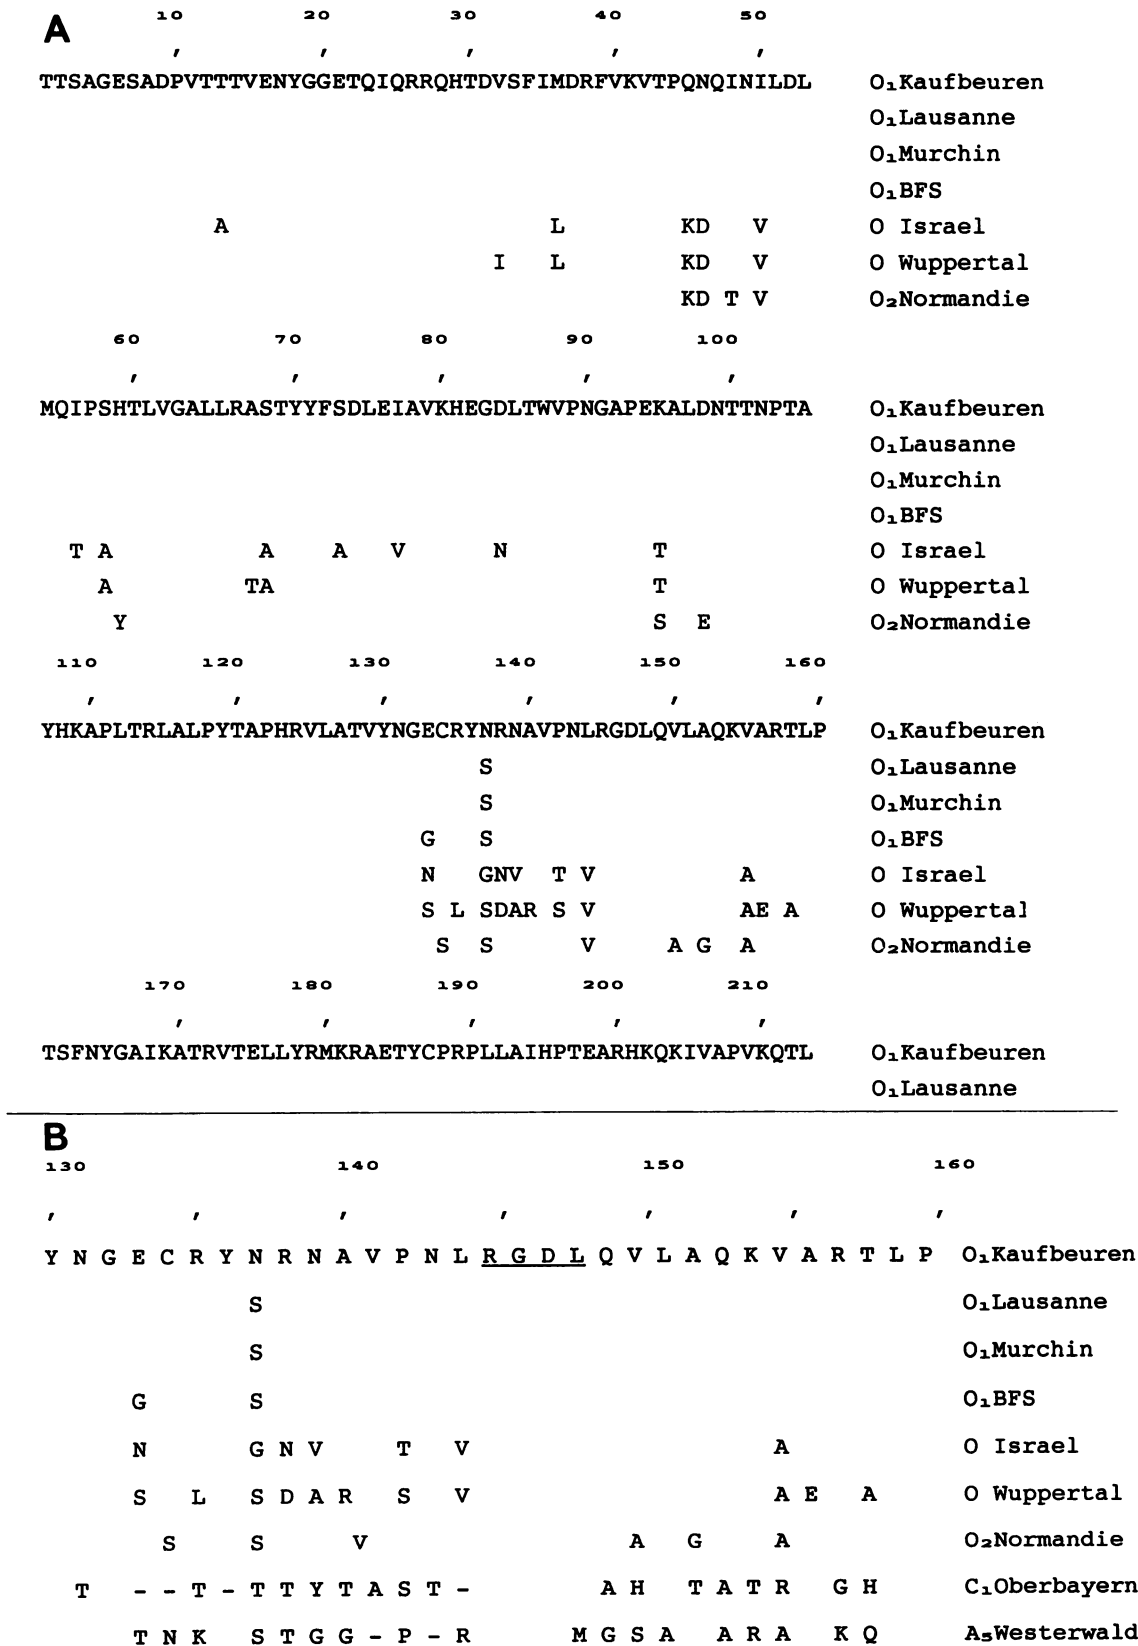 A
10 20 30 40 50
, , , , ,
TTSAGESADPVTTTVENYGGETQIQRRQHTDVSFIMDRFVKVTPQNQINILDL O₁Kaufbeuren
O₁Lausanne
O₁Murchin
O₁BFS
A L KD V O Israel
I L KD V O Wuppertal
KD T V O₂Normandie
60 70 80 90 100
, , , , ,
MQIPSHTLVGALLRASTYYFSDLEIAVKHEGDLTWVPNGAPEKALDNTTNPTA O₁Kaufbeuren
O₁Lausanne
O₁Murchin
O₁BFS
T A A A V N T O Israel
A TA T O Wuppertal
Y S E O₂Normandie
110 120 130 140 150 160
, , , , , ,
YHKAPLTRLALPYTAPHRVLATVYNGECRYNRNAVPNLRGDLQVLAQKVARTLP O₁Kaufbeuren
S O₁Lausanne
S O₁Murchin
G S O₁BFS
N GNV T V A O Israel
S L SDAR S V AE A O Wuppertal
S S V A G A O₂Normandie
170 180 190 200 210
, , , , ,
TSFNYGAIKATRVTELLYRMKRAETYCPRPLLAIHPTEARHKQKIVAPVKQTL O₁Kaufbeuren
O₁Lausanne
B
130 140 150 160
, , , , , , ,
Y N G E C R Y N R N A V P N L R G D L Q V L A Q K V A R T L P O₁Kaufbeuren
S O₁Lausanne
S O₁Murchin
G S O₁BFS
N G N V T V A O Israel
S L S D A R S V A E A O Wuppertal
S S V A G A O₂Normandie
T - - T - T T Y T A S T - A H T A T R G H C₁Oberbayern
T N K S T G G - P - R M G S A A R A K Q A₅Westerwald